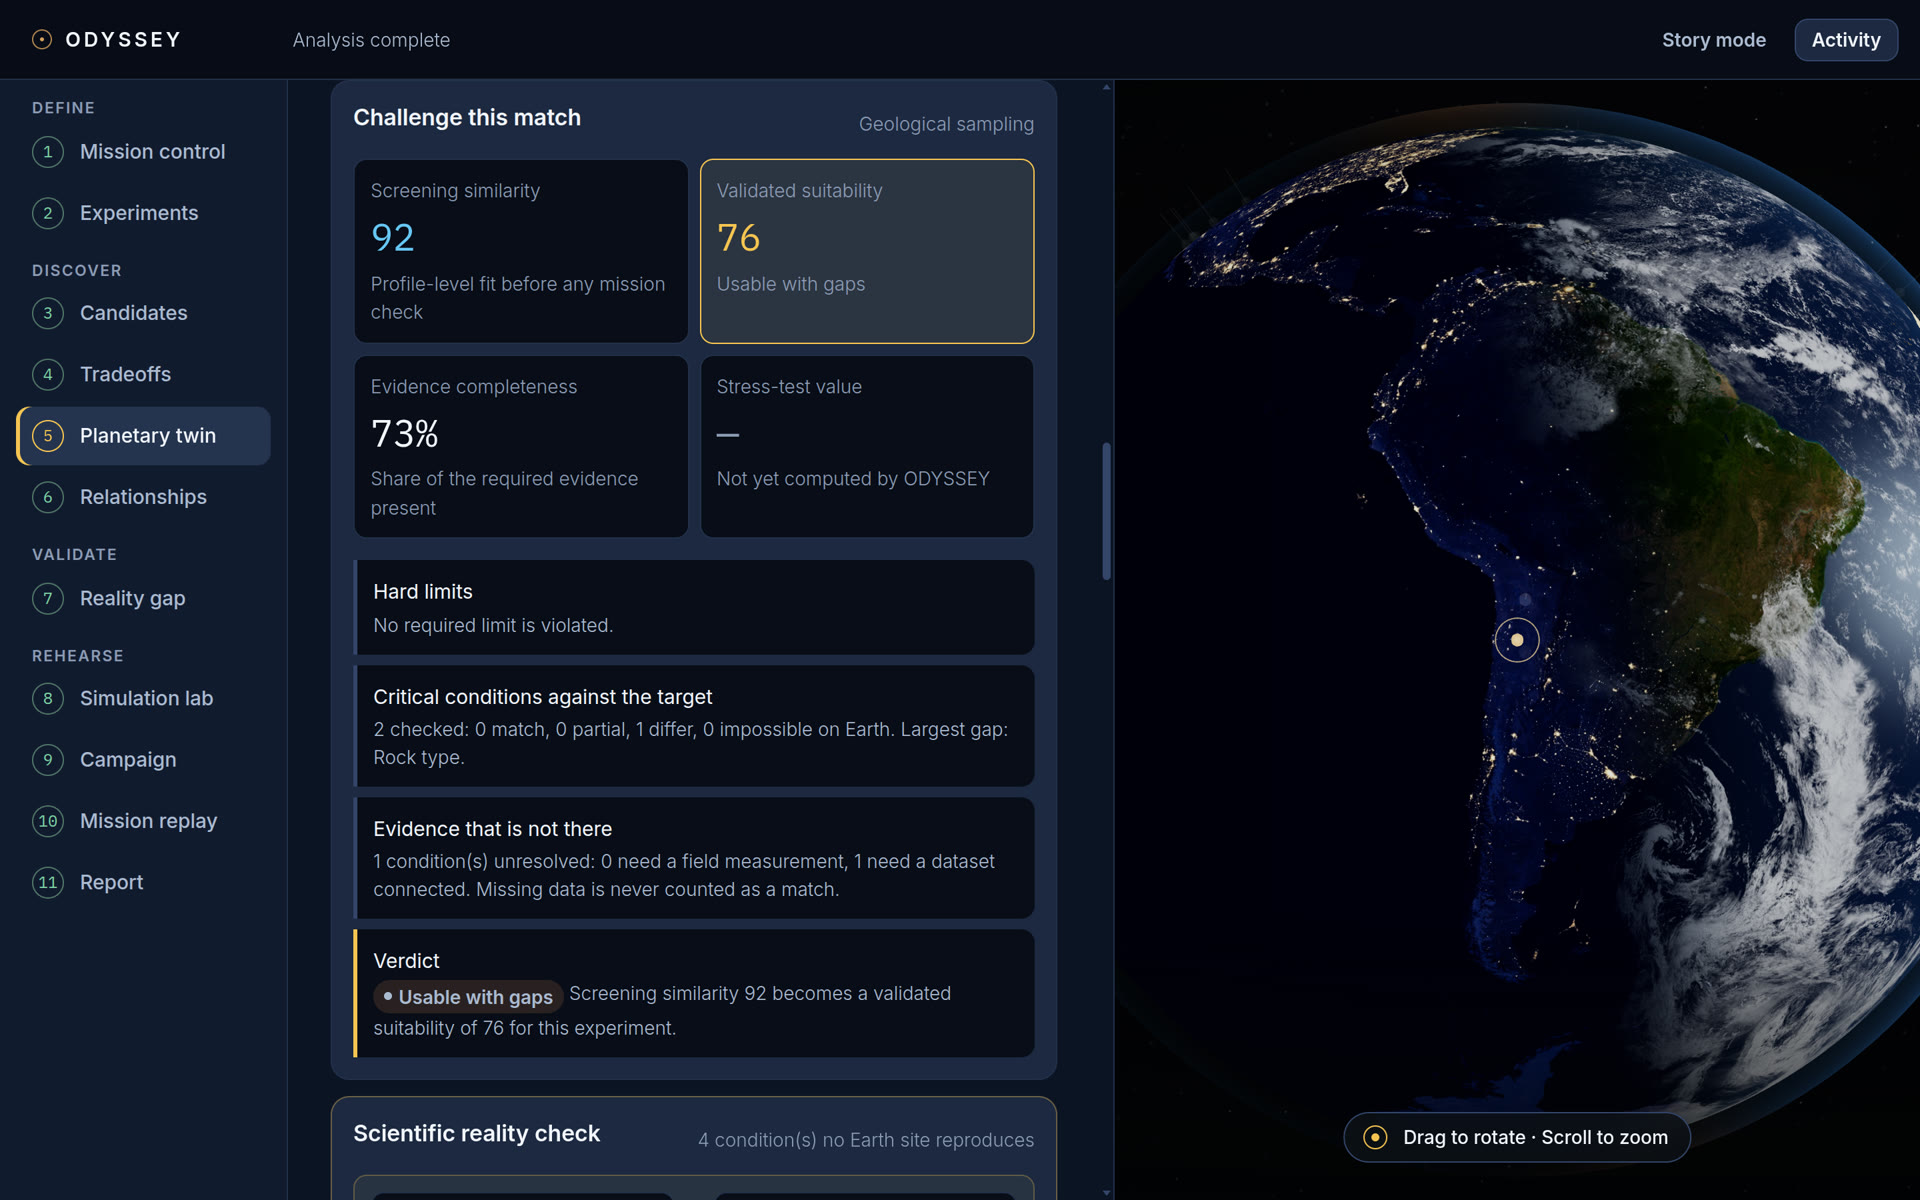 ODYSSEY
Analysis complete
Story mode
Activity
DEFINE
1 Mission control
2 Experiments
DISCOVER
3 Candidates
4 Tradeoffs
5 Planetary twin
6 Relationships
VALIDATE
7 Reality gap
REHEARSE
8 Simulation lab
9 Campaign
10 Mission replay
11 Report
Challenge this match
Geological sampling
Screening similarity
92
Profile-level fit before any mission
check
Validated suitability
76
Usable with gaps
Evidence completeness
73%
Share of the required evidence
present
Stress-test value
—
Not yet computed by ODYSSEY
Hard limits
No required limit is violated.
Critical conditions against the target
2 checked: 0 match, 0 partial, 1 differ, 0 impossible on Earth. Largest gap:
Rock type.
Evidence that is not there
1 condition(s) unresolved: 0 need a field measurement, 1 need a dataset
connected. Missing data is never counted as a match.
Verdict
Usable with gaps Screening similarity 92 becomes a validated
suitability of 76 for this experiment.
Scientific reality check
4 condition(s) no Earth site reproduces
Drag to rotate · Scroll to zoom